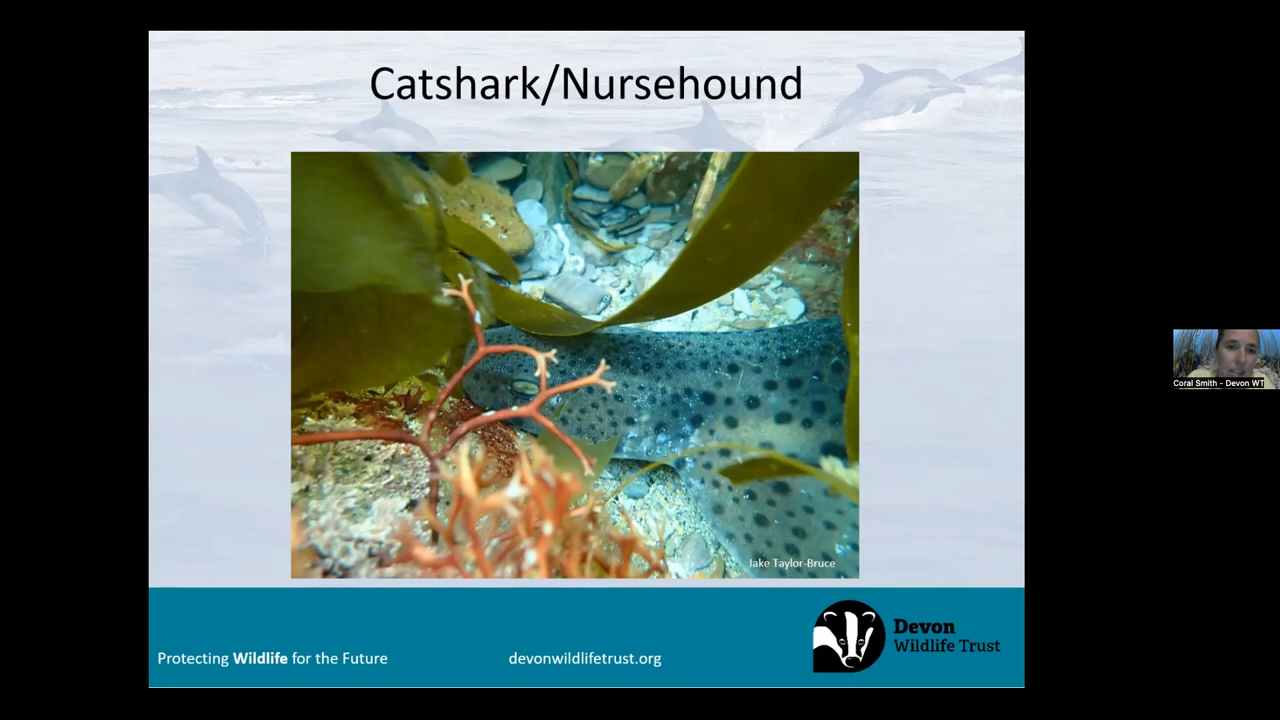 Catshark/Nursehound
Jake Taylor-Bruce
Coral Smith - Devon WT
Protecting Wildlife for the Future
devonwildlifetrust.org
Devon
Wildlife Trust